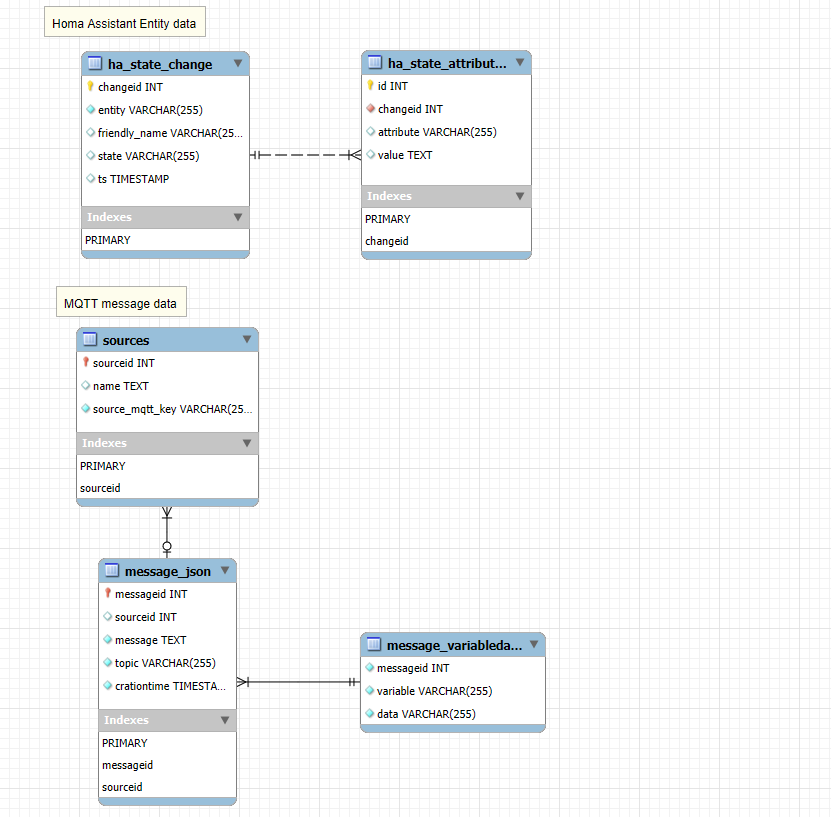 Homa Assistant Entity data
ha_state_change
changeid INT
entity VARCHAR(255)
friendly_name VARCHAR(25...
state VARCHAR(255)
ts TIMESTAMP
Indexes
PRIMARY
ha_state_attribut...
id INT
changeid INT
attribute VARCHAR(255)
value TEXT
Indexes
PRIMARY
changeid
MQTT message data
sources
sourceid INT
name TEXT
source_mqtt_key VARCHAR(25...
Indexes
PRIMARY
sourceid
message_json
messageid INT
sourceid INT
message TEXT
topic VARCHAR(255)
crationtime TIMESTA...
Indexes
PRIMARY
messageid
sourceid
message_variableda...
messageid INT
variable VARCHAR(255)
data VARCHAR(255)